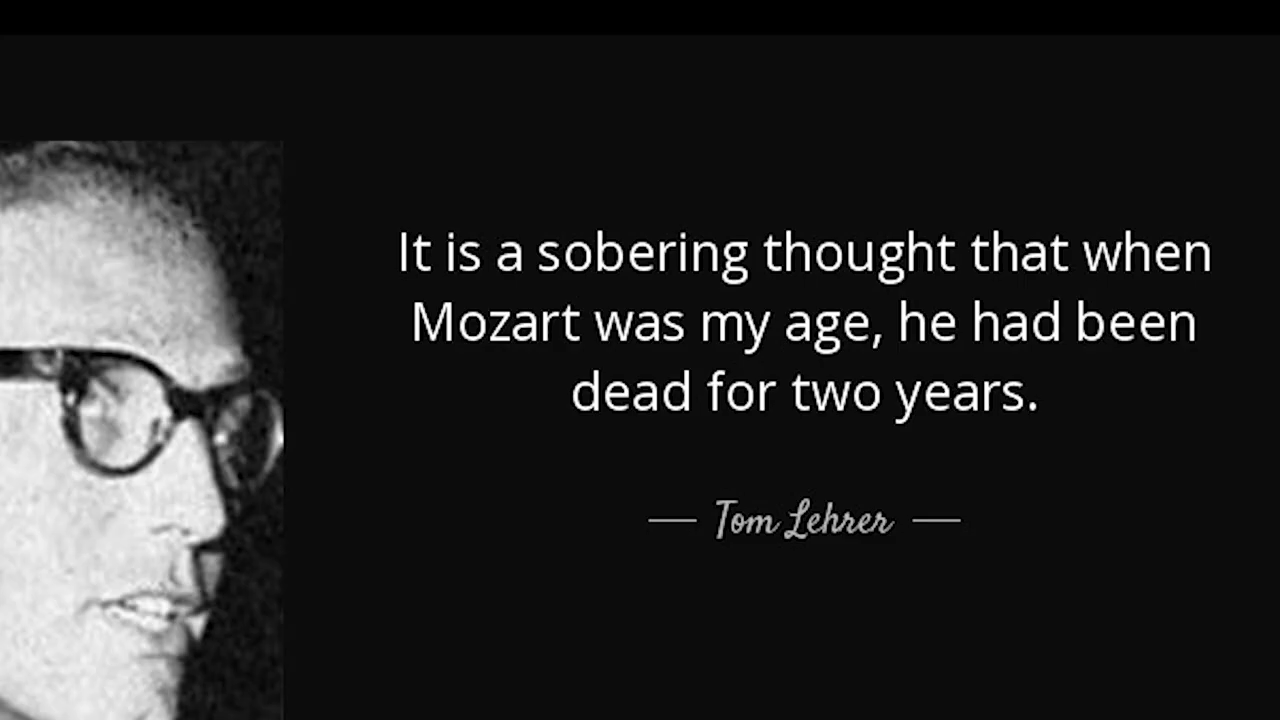 It is a sobering thought that when
Mozart was my age, he had been
dead for two years.
Tom Lehrer